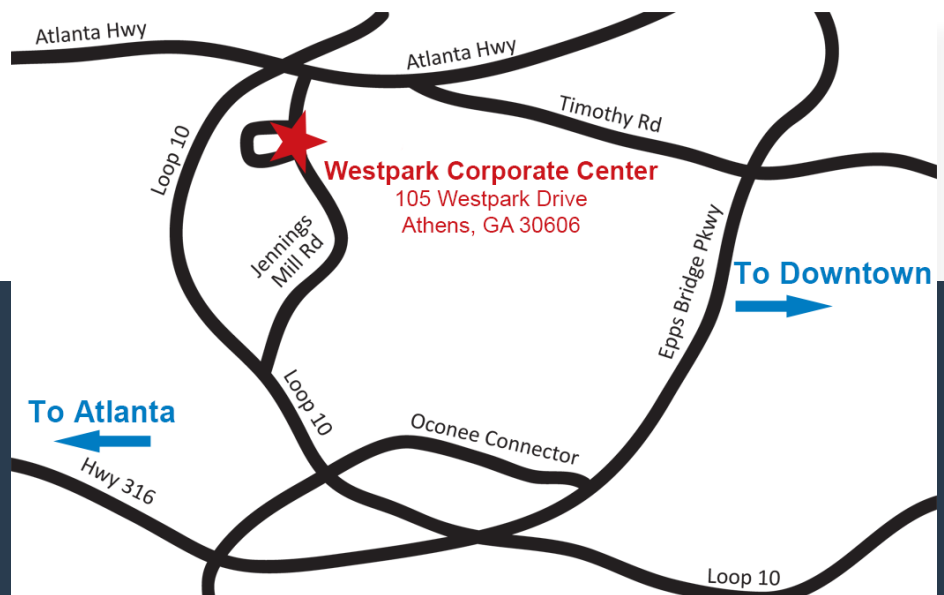 Atlanta Hwy
Atlanta Hwy
Timothy Rd
Loop 10
Westpark Corporate Center
105 Westpark Drive
Athens, GA 30606
Jennings
Mill Rd
Epps Bridge Pkwy
To Downtown
Loop 10
To Atlanta
Oconee Connector
Hwy 316
Loop 10